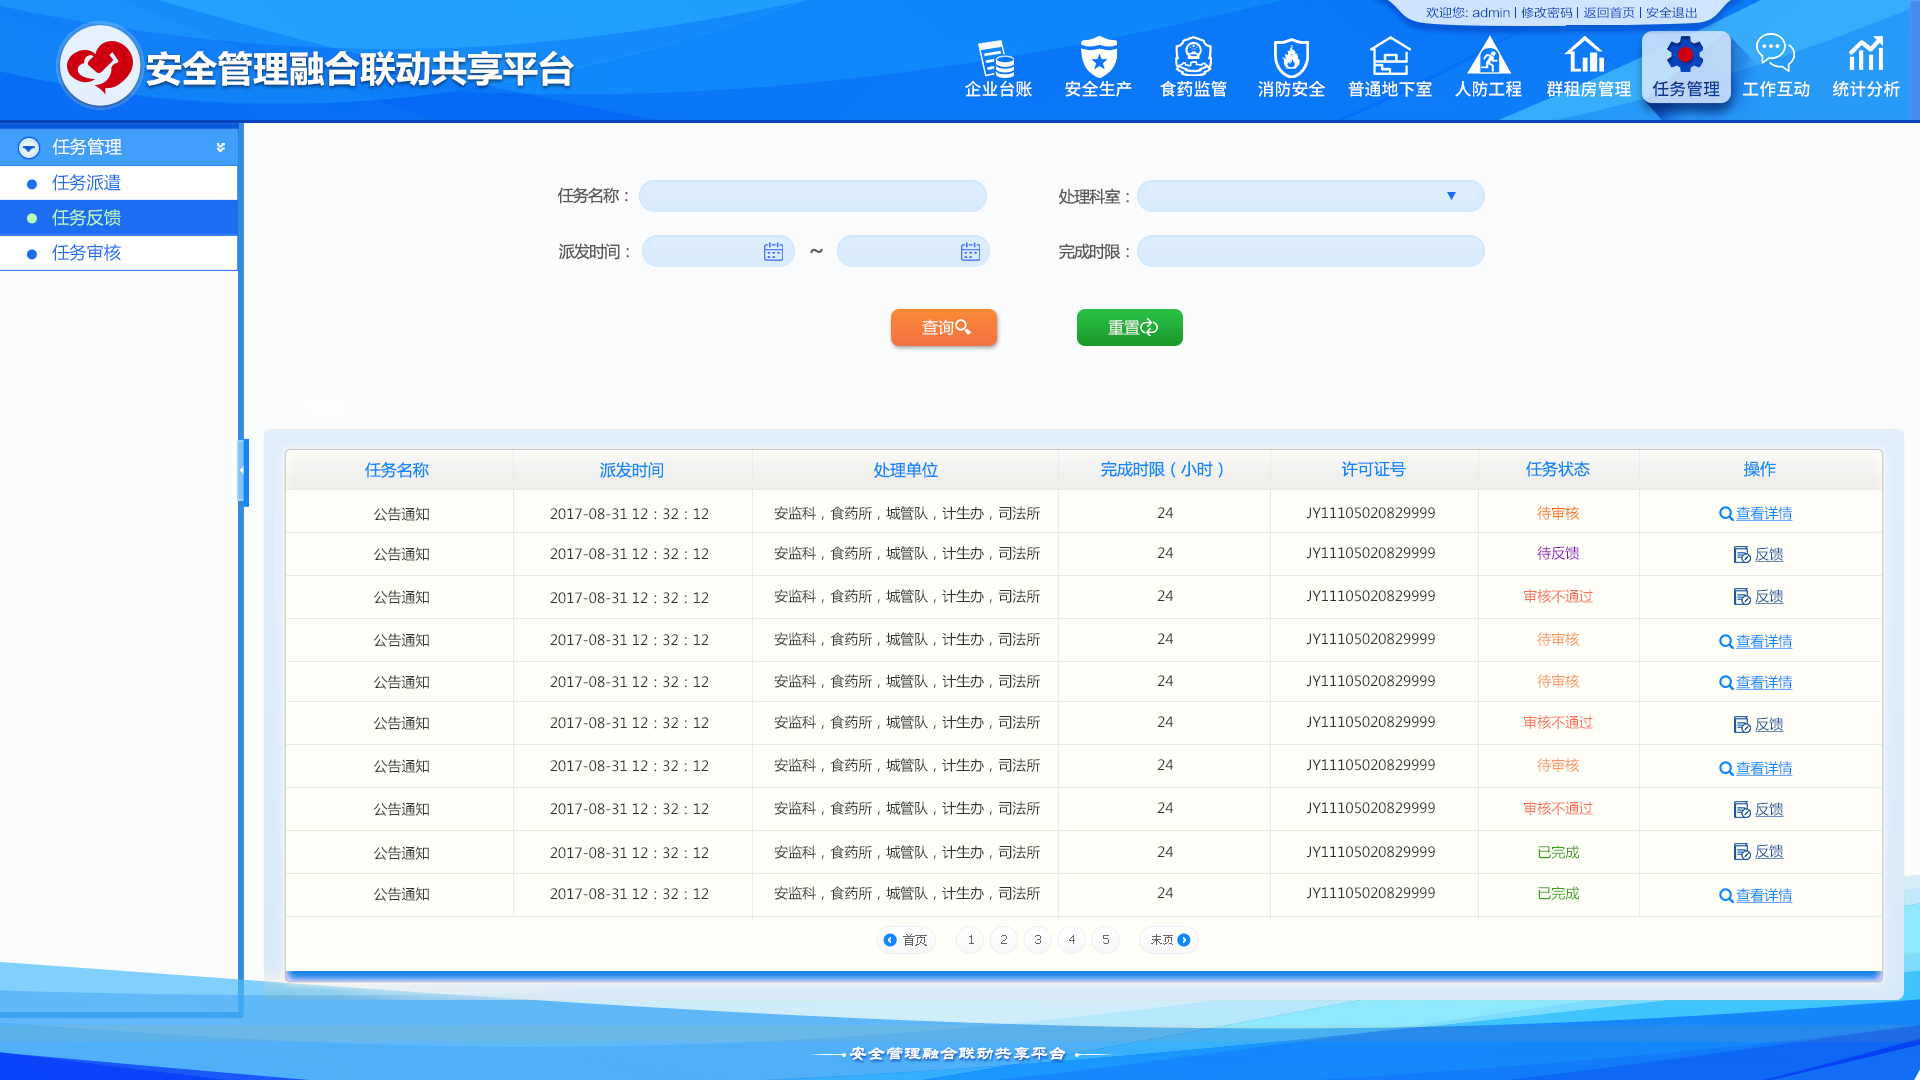 欢迎您: admin | 修改密码 | 返回首页 | 安全退出
安全管理融合联动共享平台
企业台账 安全生产 食药监管 消防安全 普通地下室 人防工程 群租房管理 任务管理 工作互动 统计分析
任务管理
任务派遣
任务反馈
任务审核
任务名称： 处理科室：
派发时间： ~ 完成时限：
查询 重置
任务名称 派发时间 处理单位 完成时限（小时） 许可证号 任务状态 操作
公告通知 2017-08-31 12：32：12 安监科，食药所，城管队，计生办，司法所 24 JY11105020829999 待审核 查看详情
公告通知 2017-08-31 12：32：12 安监科，食药所，城管队，计生办，司法所 24 JY11105020829999 待反馈 反馈
公告通知 2017-08-31 12：32：12 安监科，食药所，城管队，计生办，司法所 24 JY11105020829999 审核不通过 反馈
公告通知 2017-08-31 12：32：12 安监科，食药所，城管队，计生办，司法所 24 JY11105020829999 待审核 查看详情
公告通知 2017-08-31 12：32：12 安监科，食药所，城管队，计生办，司法所 24 JY11105020829999 待审核 查看详情
公告通知 2017-08-31 12：32：12 安监科，食药所，城管队，计生办，司法所 24 JY11105020829999 审核不通过 反馈
公告通知 2017-08-31 12：32：12 安监科，食药所，城管队，计生办，司法所 24 JY11105020829999 待审核 查看详情
公告通知 2017-08-31 12：32：12 安监科，食药所，城管队，计生办，司法所 24 JY11105020829999 审核不通过 反馈
公告通知 2017-08-31 12：32：12 安监科，食药所，城管队，计生办，司法所 24 JY11105020829999 已完成 反馈
公告通知 2017-08-31 12：32：12 安监科，食药所，城管队，计生办，司法所 24 JY11105020829999 已完成 查看详情
首页 1 2 3 4 5 末页
安全管理融合联动共享平台